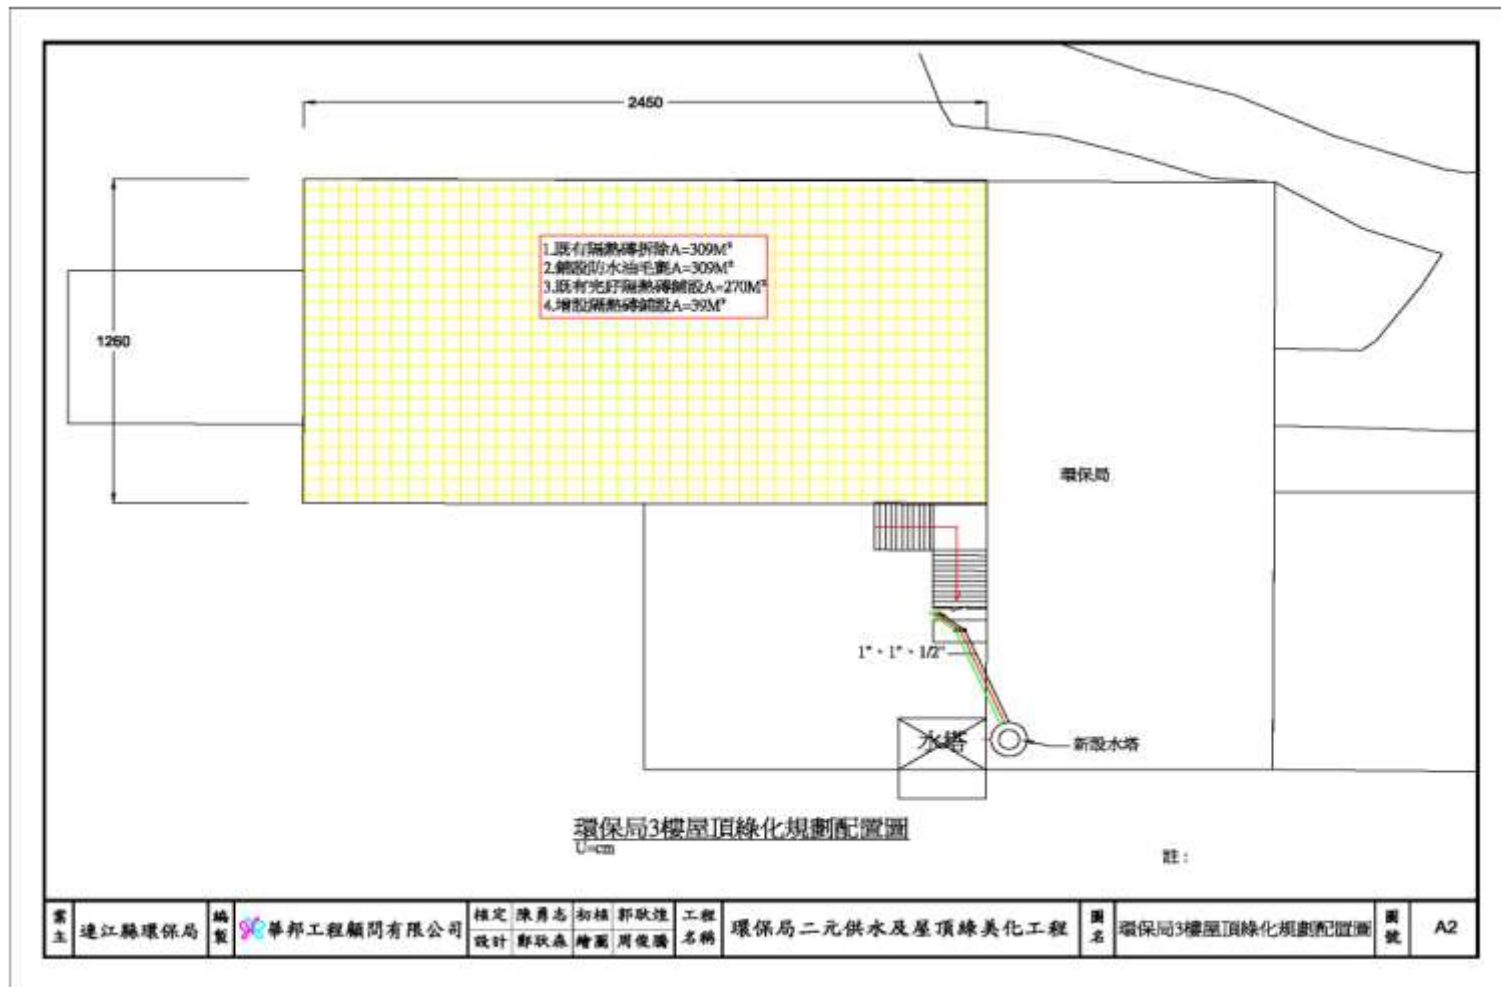 2450
1.既有隔熱磚拆除A=309M²
2.鋪設防水油毛氈A=309M²
3.既有完好隔熱磚鋪設A=270M²
4.增設隔熱磚鋪設A=39M²
1260
環保局
1"、1"、1/2"
水塔
新設水塔
環保局3樓屋頂綠化規劃配置圖
U=cm
註：
業主 連江縣環保局 編製 華邦工程顧問有限公司 核定 陳勇志 初核 郭耿煌 工程名稱 環保局二元供水及屋頂綠美化工程 圖名 環保局3樓屋頂綠化規劃配置圖 圖號 A2
設計 鄭耿森 繪圖 周俊騰